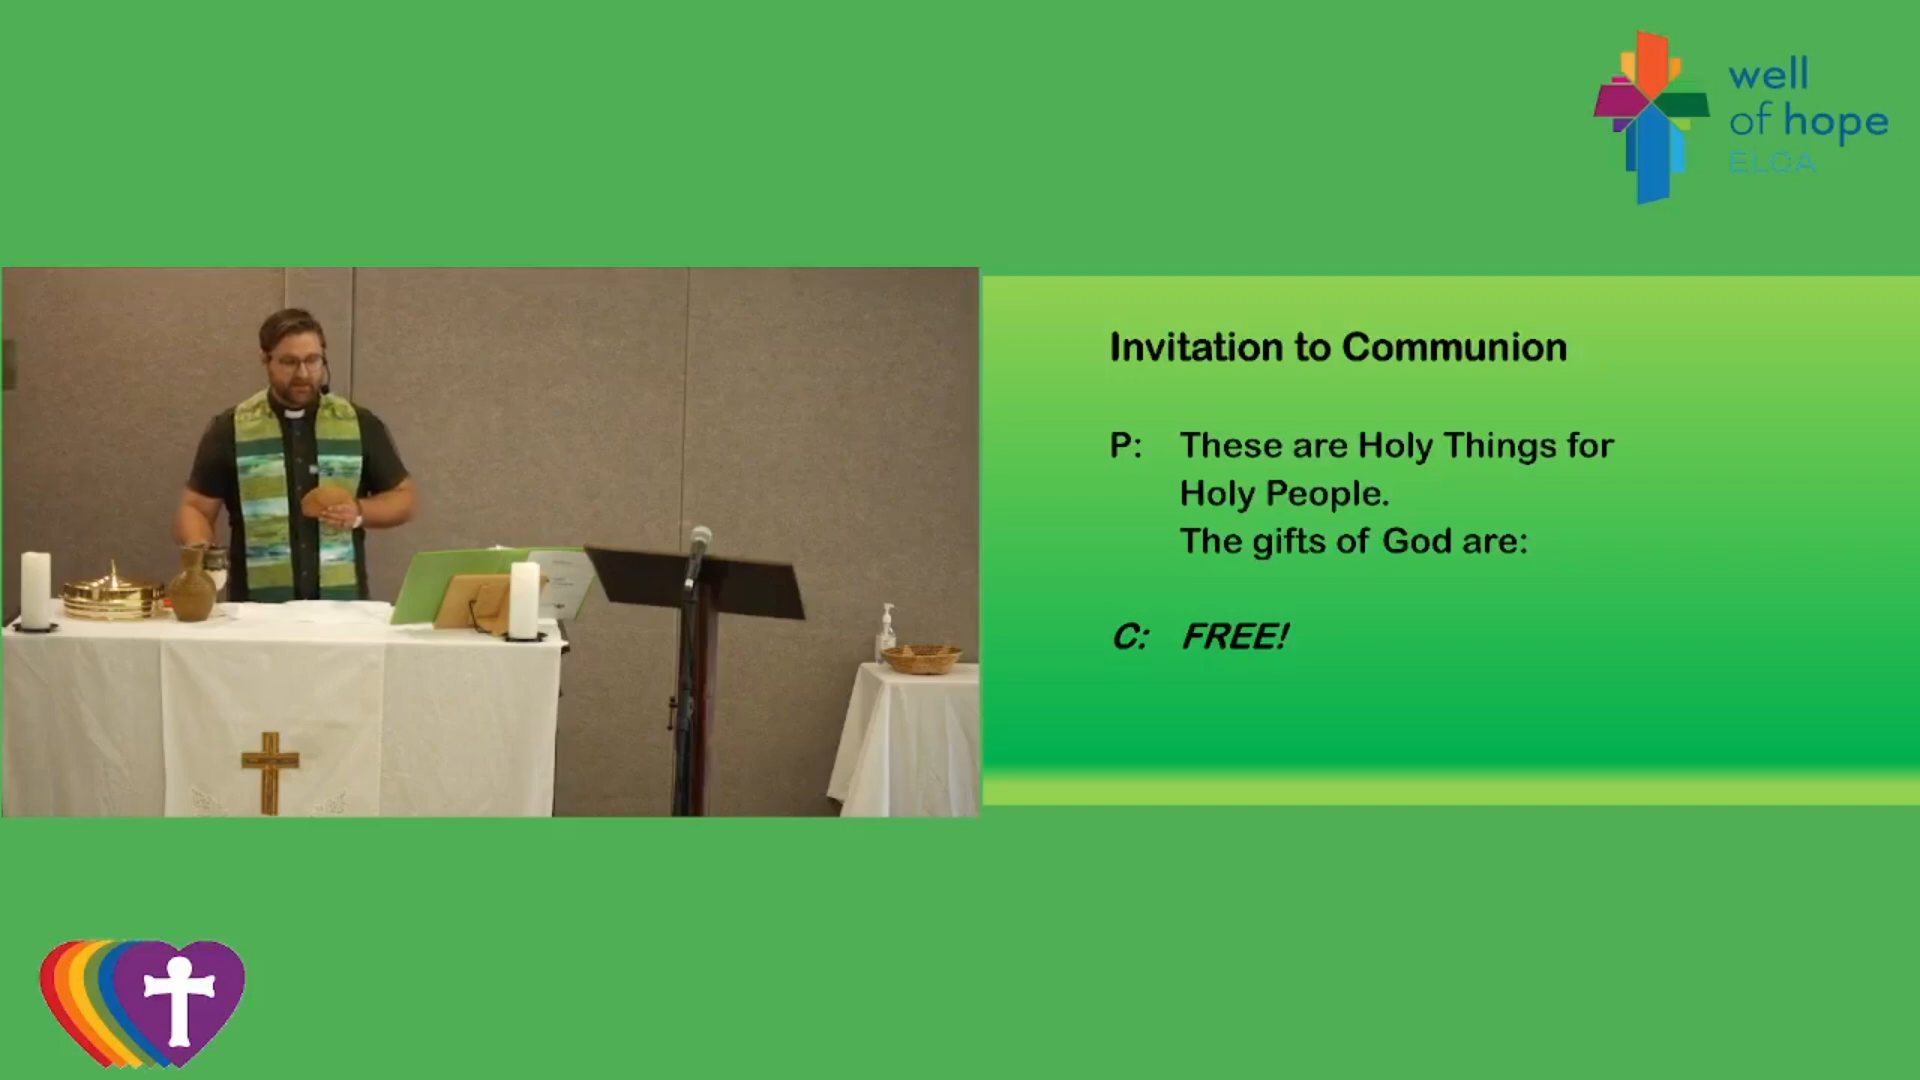 well
of hope
ELCA
Invitation to Communion
P: These are Holy Things for
Holy People.
The gifts of God are:
C: FREE!